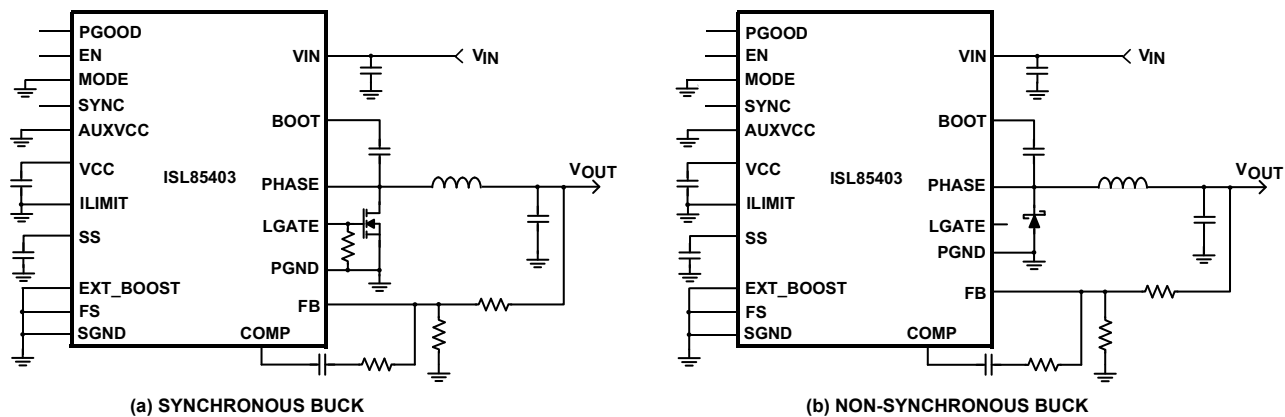 PGOOD
EN
MODE
SYNC
AUXVCC
VCC
ILIMIT
SS
EXT_BOOST
FS
SGND
ISL85403
VIN
BOOT
PHASE
LGATE
PGND
FB
COMP
VIN
VOUT
(a) SYNCHRONOUS BUCK
PGOOD
EN
MODE
SYNC
AUXVCC
VCC
ILIMIT
SS
EXT_BOOST
FS
SGND
ISL85403
VIN
BOOT
PHASE
LGATE
PGND
FB
COMP
VIN
VOUT
(b) NON-SYNCHRONOUS BUCK